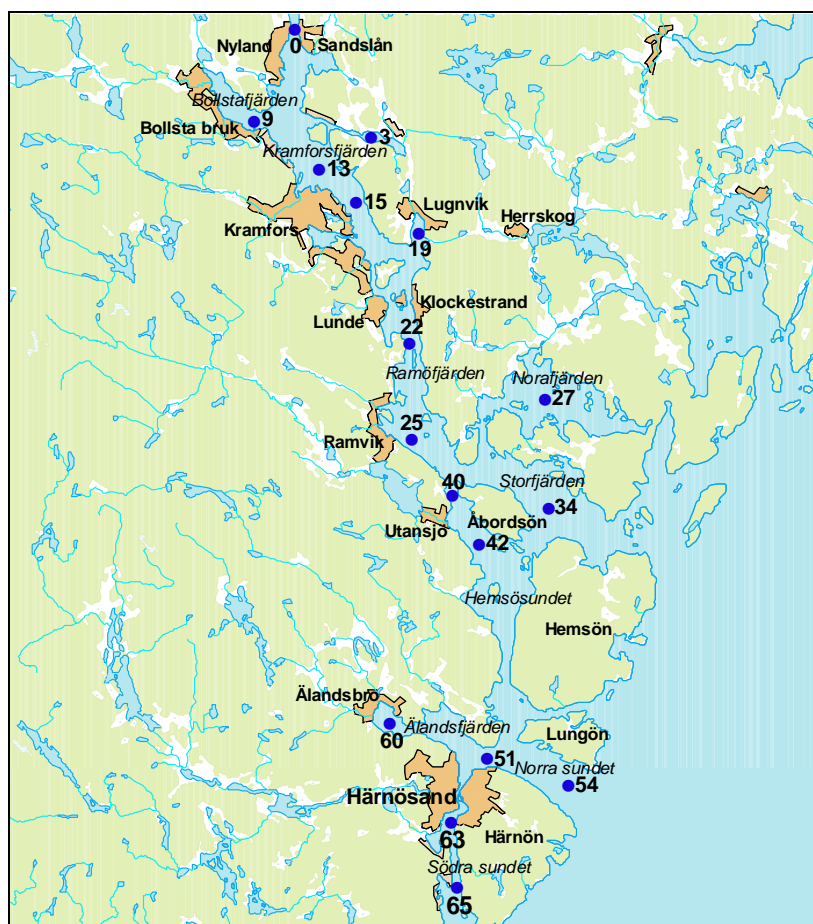 Nyland
0
Sandslån
Bollstafjärden
9
Bollsta bruk
3
Kramforsfjärden
13
15
Lugnvik
Herrskog
Kramfors
19
Klockestrand
Lunde
22
Ramöfjärden
Norafjärden
27
25
Ramvik
Storfjärden
40
34
Åbordsön
Utansjö
42
Hemsösundet
Hemsön
Älandsbro
Älandsfjärden
60
Lungön
51
Norra sundet
54
Härnösand
Härnön
63
Södra sundet
65